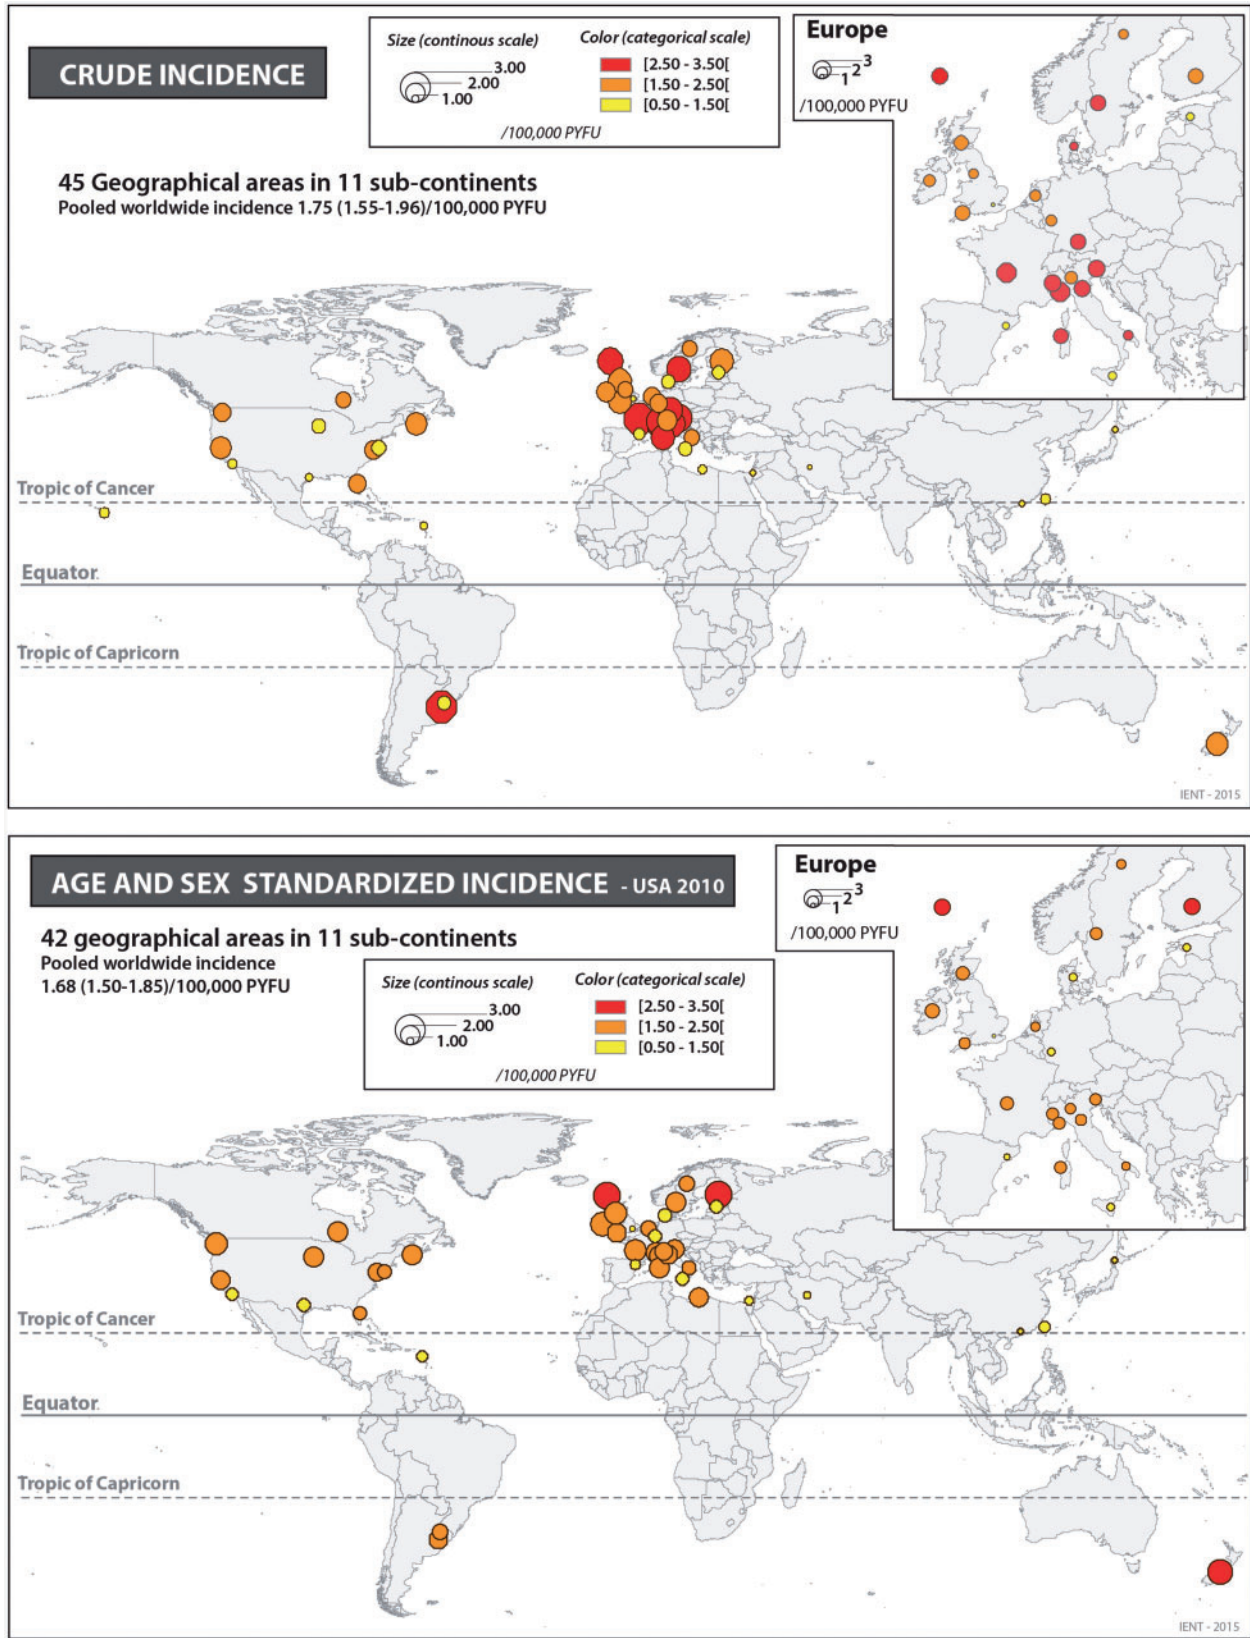 CRUDE INCIDENCE
Size (continous scale)
3.00
2.00
1.00
Color (categorical scale)
[2.50 - 3.50[
[1.50 - 2.50[
[0.50 - 1.50[
/100,000 PYFU
Europe
3
2
1
/100,000 PYFU
45 Geographical areas in 11 sub-continents
Pooled worldwide incidence 1.75 (1.55-1.96)/100,000 PYFU
Tropic of Cancer
Equator
Tropic of Capricorn
IENT - 2015
AGE AND SEX STANDARDIZED INCIDENCE - USA 2010
Europe
3
2
1
/100,000 PYFU
42 geographical areas in 11 sub-continents
Pooled worldwide incidence
1.68 (1.50-1.85)/100,000 PYFU
Size (continous scale)
3.00
2.00
1.00
Color (categorical scale)
[2.50 - 3.50[
[1.50 - 2.50[
[0.50 - 1.50[
/100,000 PYFU
Tropic of Cancer
Equator
Tropic of Capricorn
IENT - 2015